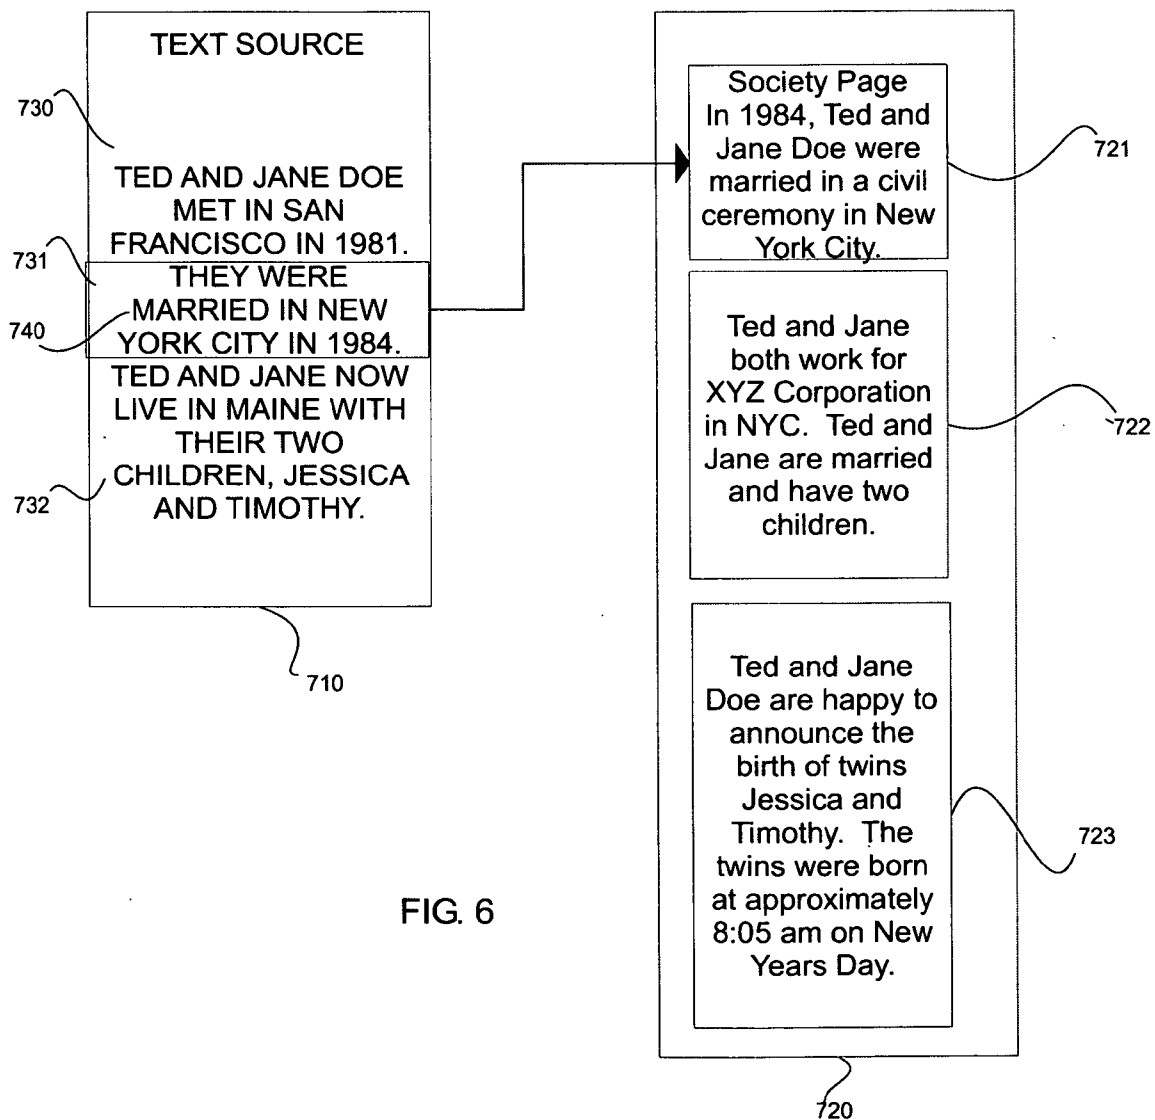 TEXT SOURCE
730
TED AND JANE DOE
MET IN SAN
FRANCISCO IN 1981.
731
THEY WERE
MARRIED IN NEW
740
YORK CITY IN 1984.
TED AND JANE NOW
LIVE IN MAINE WITH
THEIR TWO
CHILDREN, JESSICA
732
AND TIMOTHY.
710
Society Page
In 1984, Ted and
Jane Doe were
married in a civil
ceremony in New
York City.
721
Ted and Jane
both work for
XYZ Corporation
in NYC. Ted and
Jane are married
and have two
children.
722
Ted and Jane
Doe are happy to
announce the
birth of twins
Jessica and
Timothy. The
twins were born
at approximately
8:05 am on New
Years Day.
723
720
FIG. 6